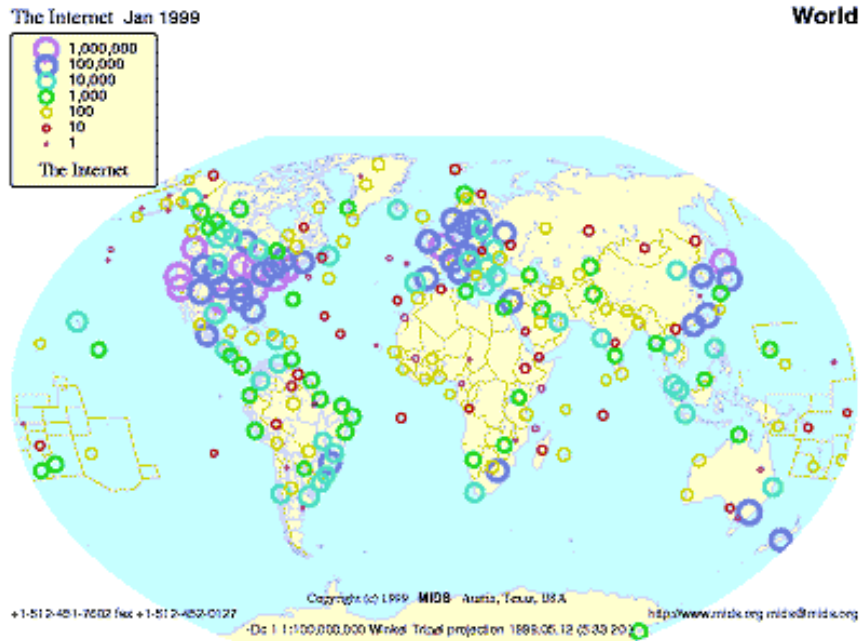 The Internet Jan 1999
World
1,000,000
100,000
10,000
1,000
100
10
1
The Internet
Copyright (c) 1999 MIDS Austin, Texas, USA
+1-512-451-7602 fax +1-512-452-0127
http://www.mids.org mids@mids.org
1:100,000,000 Winkel Tripel projection 1999.05.12